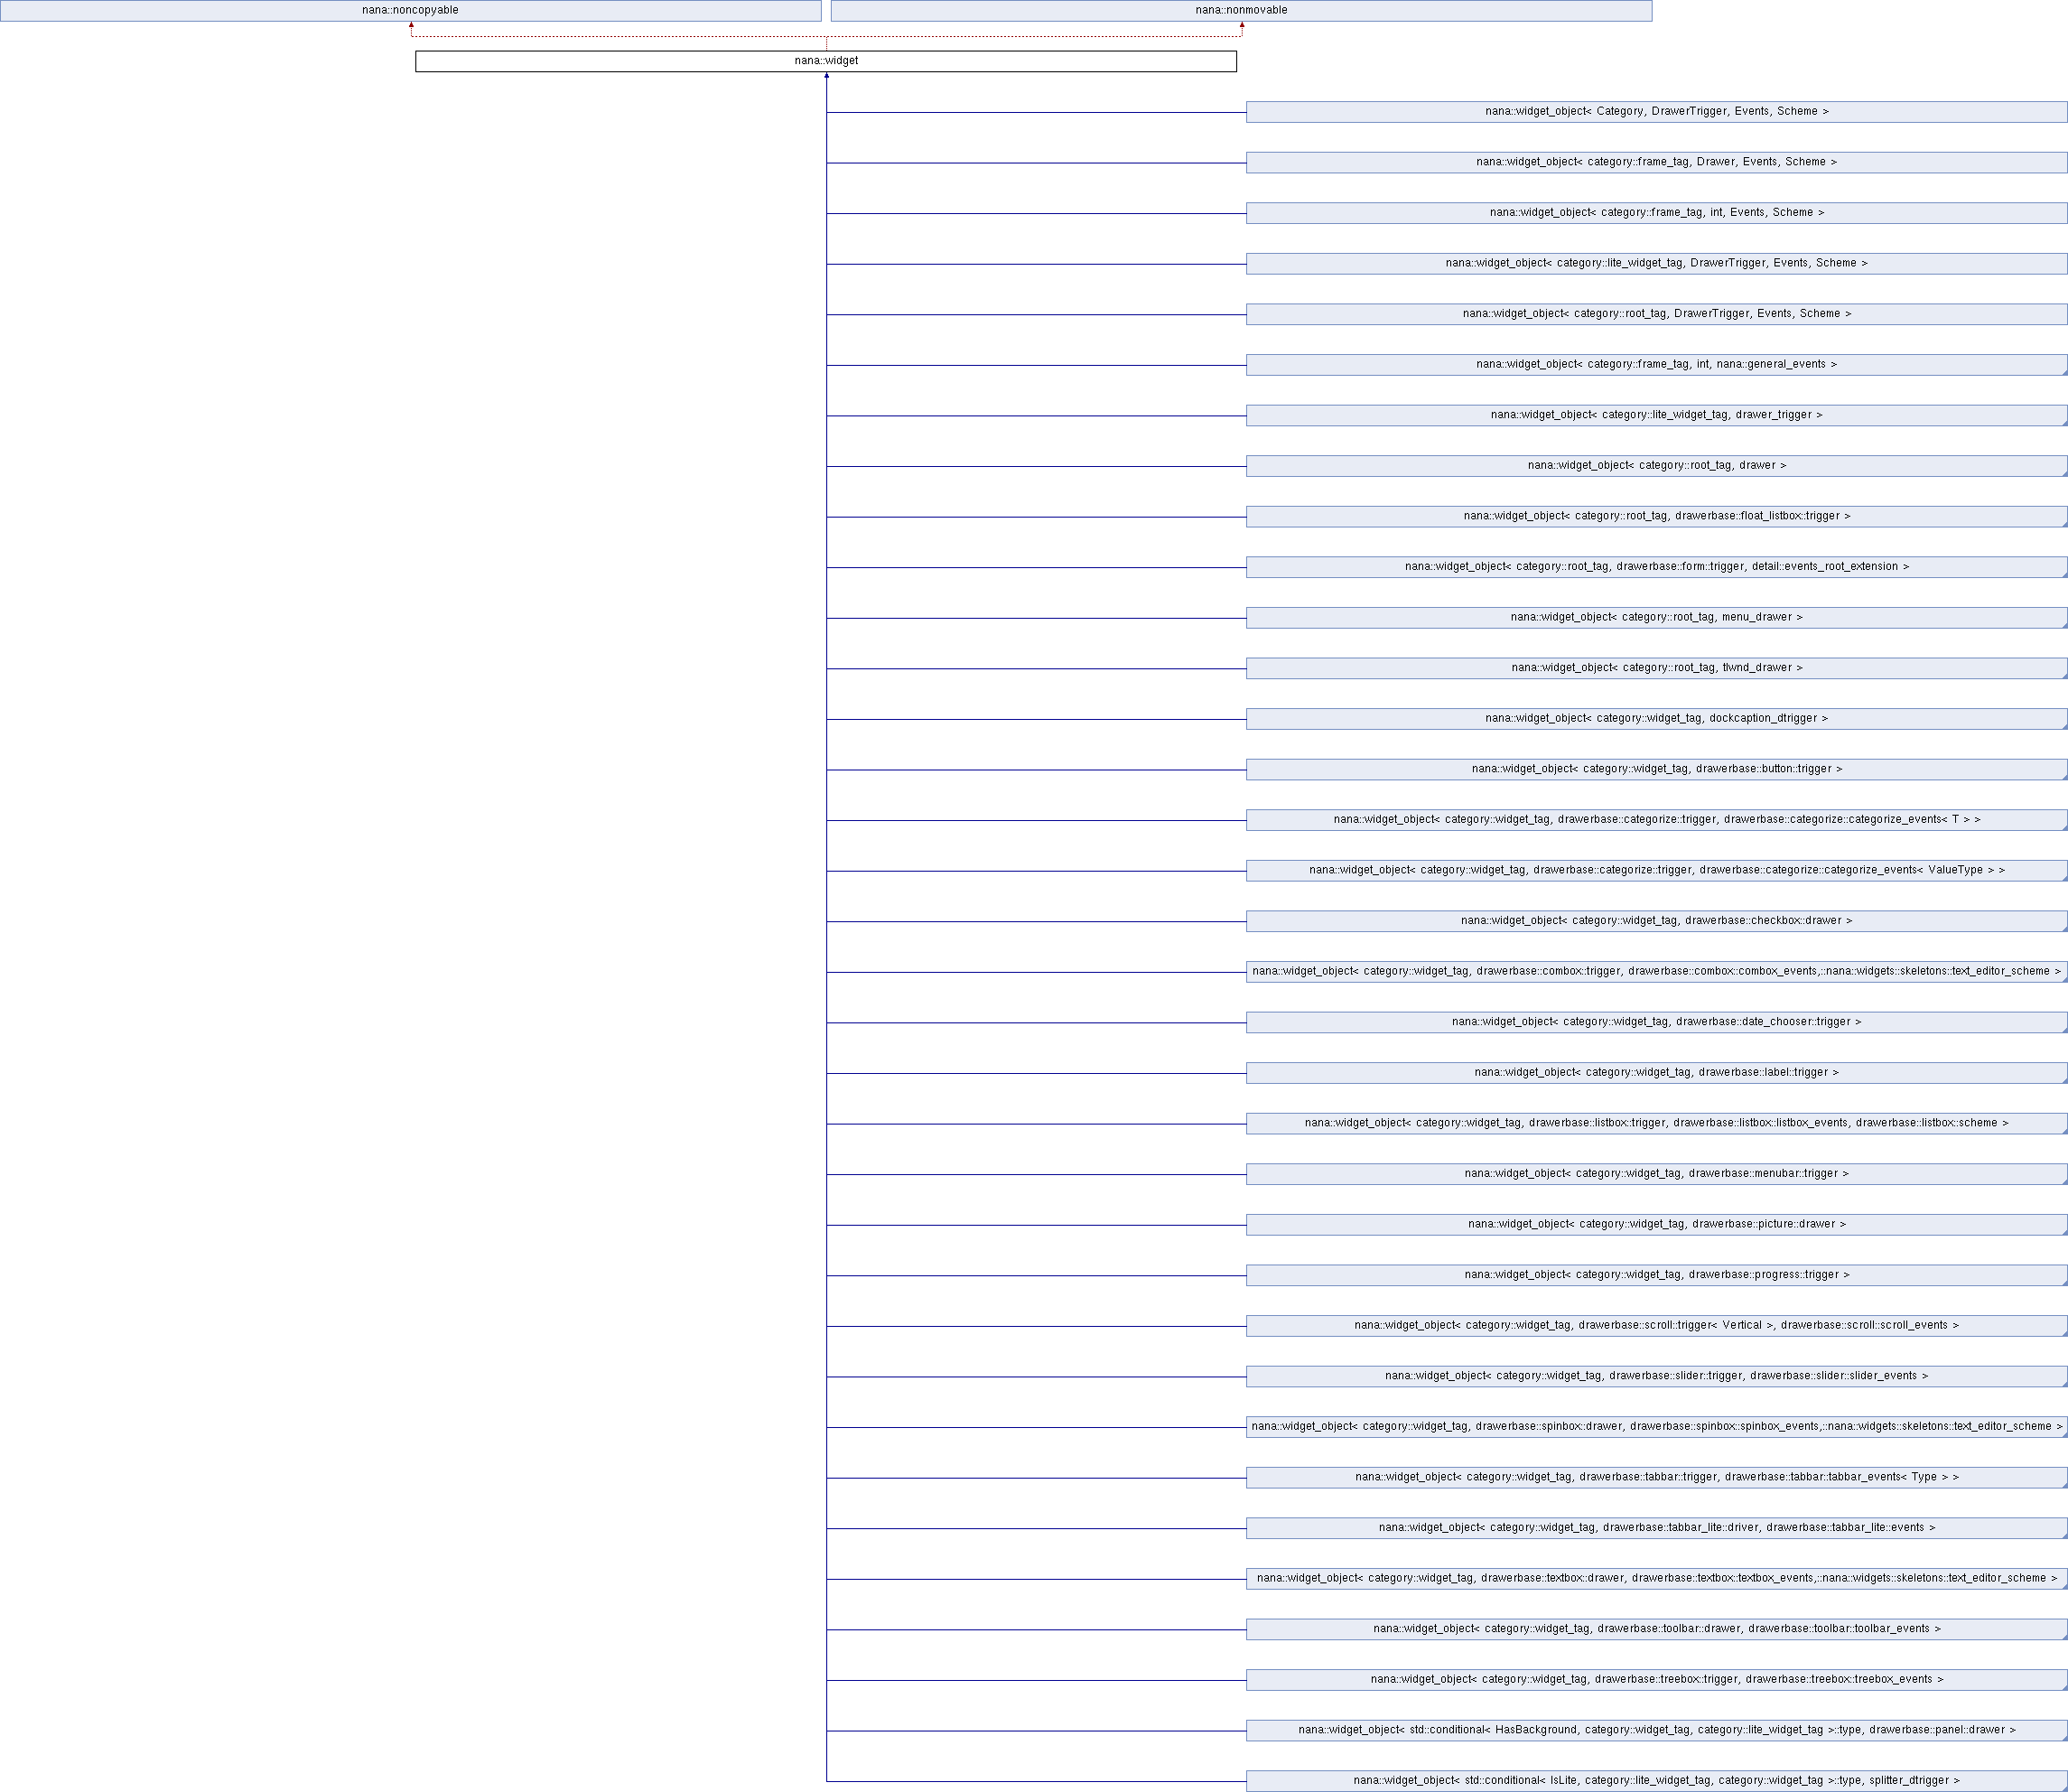 nana::noncopyable
nana::nonmovable
nana::widget
nana::widget_object< Category, DrawerTrigger, Events, Scheme >
nana::widget_object< category::frame_tag, Drawer, Events, Scheme >
nana::widget_object< category::frame_tag, int, Events, Scheme >
nana::widget_object< category::lite_widget_tag, DrawerTrigger, Events, Scheme >
nana::widget_object< category::root_tag, DrawerTrigger, Events, Scheme >
nana::widget_object< category::frame_tag, int, nana::general_events >
nana::widget_object< category::lite_widget_tag, drawer_trigger >
nana::widget_object< category::root_tag, drawer >
nana::widget_object< category::root_tag, drawerbase::float_listbox::trigger >
nana::widget_object< category::root_tag, drawerbase::form::trigger, detail::events_root_extension >
nana::widget_object< category::root_tag, menu_drawer >
nana::widget_object< category::root_tag, tlwnd_drawer >
nana::widget_object< category::widget_tag, dockcaption_dtrigger >
nana::widget_object< category::widget_tag, drawerbase::button::trigger >
nana::widget_object< category::widget_tag, drawerbase::categorize::trigger, drawerbase::categorize::categorize_events< T > >
nana::widget_object< category::widget_tag, drawerbase::categorize::trigger, drawerbase::categorize::categorize_events< ValueType > >
nana::widget_object< category::widget_tag, drawerbase::checkbox::drawer >
nana::widget_object< category::widget_tag, drawerbase::combox::trigger, drawerbase::combox::combox_events,::nana::widgets::skeletons::text_editor_scheme >
nana::widget_object< category::widget_tag, drawerbase::date_chooser::trigger >
nana::widget_object< category::widget_tag, drawerbase::label::trigger >
nana::widget_object< category::widget_tag, drawerbase::listbox::trigger, drawerbase::listbox::listbox_events, drawerbase::listbox::scheme >
nana::widget_object< category::widget_tag, drawerbase::menubar::trigger >
nana::widget_object< category::widget_tag, drawerbase::picture::drawer >
nana::widget_object< category::widget_tag, drawerbase::progress::trigger >
nana::widget_object< category::widget_tag, drawerbase::scroll::trigger< Vertical >, drawerbase::scroll::scroll_events >
nana::widget_object< category::widget_tag, drawerbase::slider::trigger, drawerbase::slider::slider_events >
nana::widget_object< category::widget_tag, drawerbase::spinbox::drawer, drawerbase::spinbox::spinbox_events,::nana::widgets::skeletons::text_editor_scheme >
nana::widget_object< category::widget_tag, drawerbase::tabbar::trigger, drawerbase::tabbar::tabbar_events< Type > >
nana::widget_object< category::widget_tag, drawerbase::tabbar_lite::driver, drawerbase::tabbar_lite::events >
nana::widget_object< category::widget_tag, drawerbase::textbox::drawer, drawerbase::textbox::textbox_events,::nana::widgets::skeletons::text_editor_scheme >
nana::widget_object< category::widget_tag, drawerbase::toolbar::drawer, drawerbase::toolbar::toolbar_events >
nana::widget_object< category::widget_tag, drawerbase::treebox::trigger, drawerbase::treebox::treebox_events >
nana::widget_object< std::conditional< HasBackground, category::widget_tag, category::lite_widget_tag >::type, drawerbase::panel::drawer >
nana::widget_object< std::conditional< IsLite, category::lite_widget_tag, category::widget_tag >::type, splitter_dtrigger >